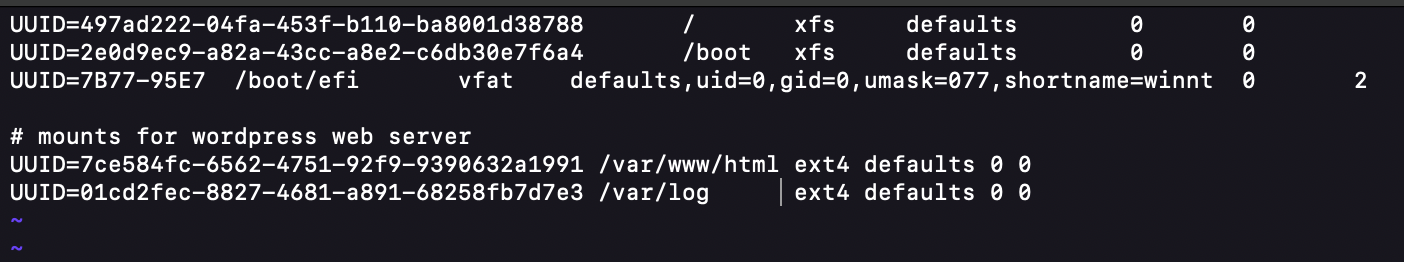 UUID=497ad222-04fa-453f-b110-ba8001d38788 / xfs defaults 0 0
UUID=2e0d9ec9-a82a-43cc-a8e2-c6db30e7f6a4 /boot xfs defaults 0 0
UUID=7B77-95E7 /boot/efi vfat defaults,uid=0,gid=0,umask=077,shortname=winnt 0 2
# mounts for wordpress web server
UUID=7ce584fc-6562-4751-92f9-9390632a1991 /var/www/html ext4 defaults 0 0
UUID=01cd2fec-8827-4681-a891-68258fb7d7e3 /var/log ext4 defaults 0 0
~
~